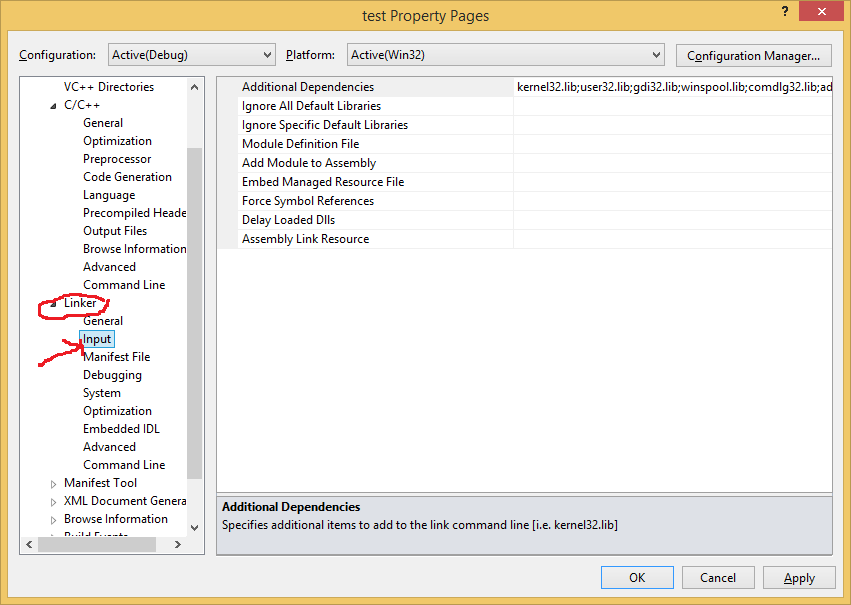 test Property Pages
?
Configuration: Active(Debug) Platform: Active(Win32) Configuration Manager...
VC++ Directories
C/C++
General
Optimization
Preprocessor
Code Generation
Language
Precompiled Heade
Output Files
Browse Information
Advanced
Command Line
Linker
General
Input
Manifest File
Debugging
System
Optimization
Embedded IDL
Advanced
Command Line
Manifest Tool
XML Document Genera
Browse Information
Build Events
Additional Dependencies kernel32.lib;user32.lib;gdi32.lib;winspool.lib;comdlg32.lib;ad
Ignore All Default Libraries
Ignore Specific Default Libraries
Module Definition File
Add Module to Assembly
Embed Managed Resource File
Force Symbol References
Delay Loaded Dlls
Assembly Link Resource
Additional Dependencies
Specifies additional items to add to the link command line [i.e. kernel32.lib]
OK Cancel Apply